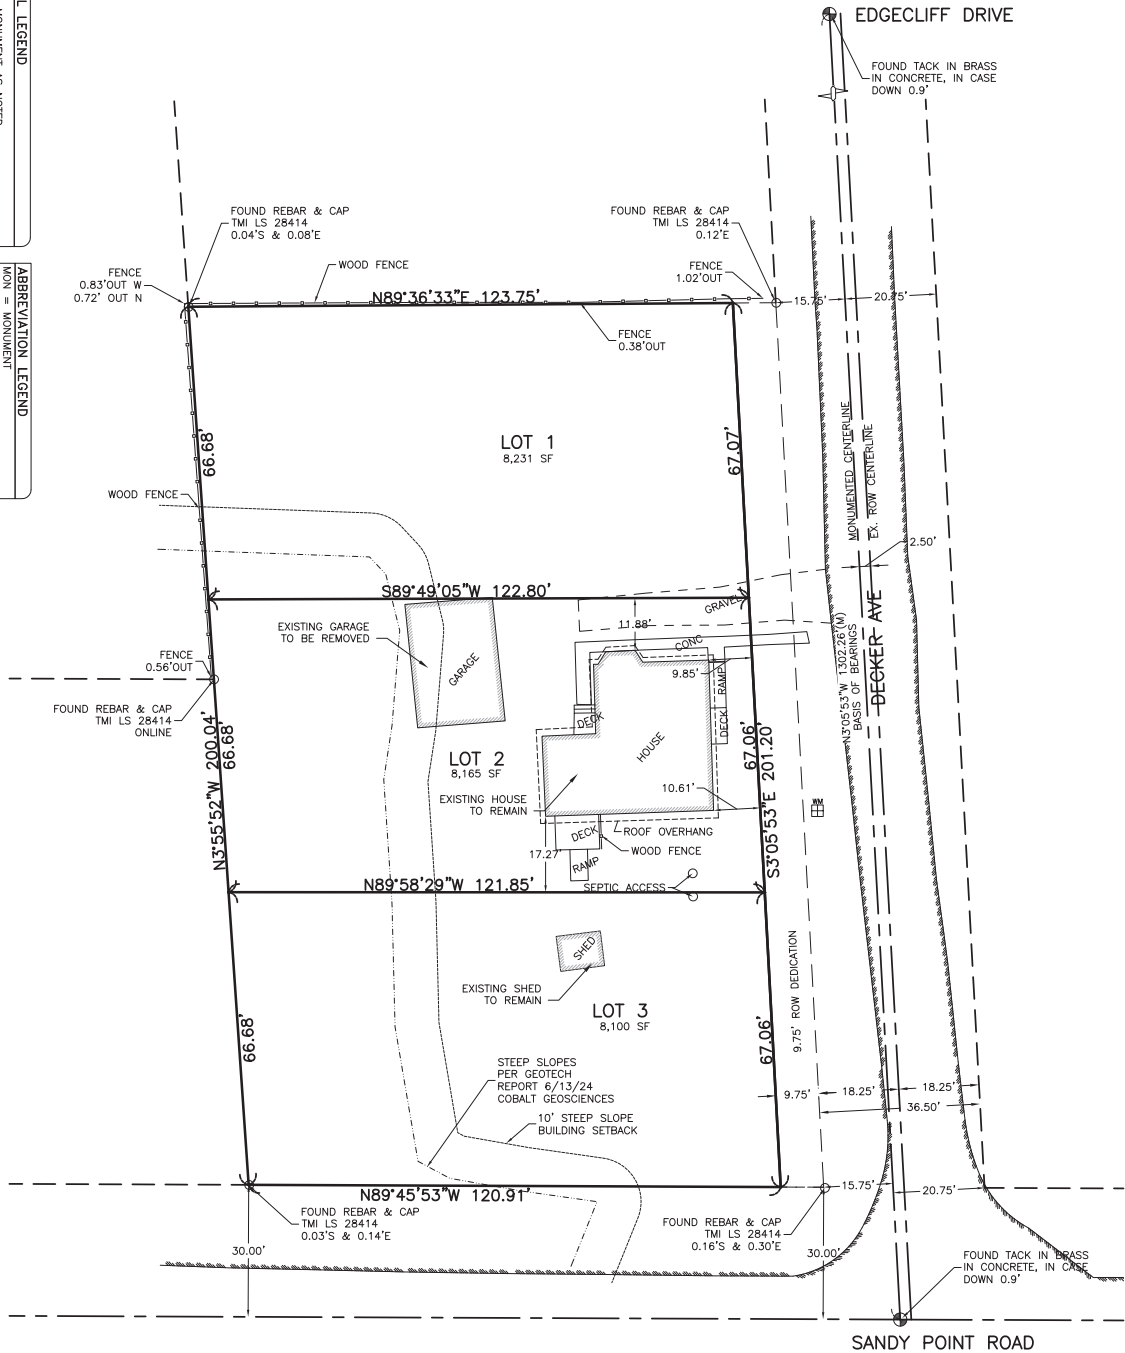 EDGECLIFF DRIVE
FOUND TACK IN BRASS
IN CONCRETE, IN CASE
DOWN 0.9'
L LEGEND
MONUMENT AS NOTED
ABBREVIATION LEGEND
MON = MONUMENT
FOUND REBAR & CAP
TMI LS 28414
0.04'S & 0.08'E
FOUND REBAR & CAP
TMI LS 28414
0.12'E
FENCE
0.83'OUT W
0.72' OUT N
WOOD FENCE
FENCE
1.02'OUT
N89°36'33"E 123.75'
15.75'
20.75'
FENCE
0.38'OUT
LOT 1
8,231 SF
66.68'
67.07'
WOOD FENCE
MONUMENTED CENTERLINE
EX. ROW CENTERLINE
2.50'
S89°49'05"W 122.80'
GRAVEL
EXISTING GARAGE
TO BE REMOVED
GARAGE
11.88'
CONC
9.85'
RAMP
DECK
DECK
HOUSE
FENCE
0.56'OUT
FOUND REBAR & CAP
TMI LS 28414
ONLINE
N3°05'53"W 1302.26'(M)
BASIS OF BEARINGS
DECKER AVE
N3°55'52"W 200.04'
66.68'
LOT 2
8,165 SF
67.06'
S3°05'53"E 201.20'
EXISTING HOUSE
TO REMAIN
10.61'
WM
DECK
ROOF OVERHANG
WOOD FENCE
17.27'
RAMP
SEPTIC ACCESS
N89°58'29"W 121.85'
SHED
EXISTING SHED
TO REMAIN
LOT 3
8,100 SF
9.75' ROW DEDICATION
66.68'
67.06'
STEEP SLOPES
PER GEOTECH
REPORT 6/13/24
COBALT GEOSCIENCES
10' STEEP SLOPE
BUILDING SETBACK
9.75'
18.25'
18.25'
36.50'
N89°45'53"W 120.91'
15.75'
20.75'
FOUND REBAR & CAP
TMI LS 28414
0.03'S & 0.14'E
FOUND REBAR & CAP
TMI LS 28414
0.16'S & 0.30'E
30.00'
30.00'
FOUND TACK IN BRASS
IN CONCRETE, IN CASE
DOWN 0.9'
SANDY POINT ROAD